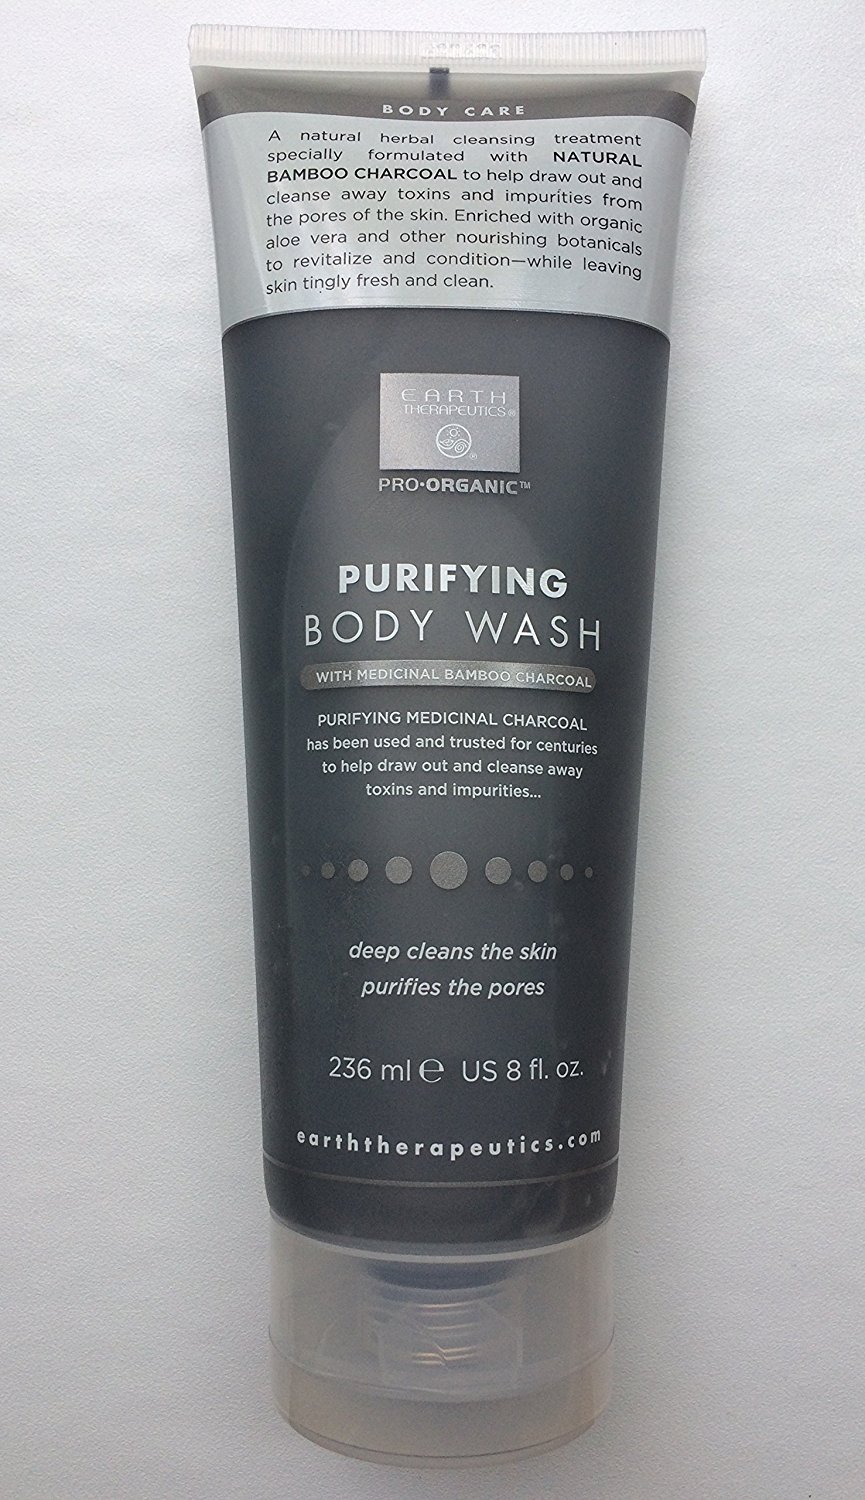 BODY CARE
A natural herbal cleansing treatment
specially formulated with NATURAL
BAMBOO CHARCOAL to help draw out and
cleanse away toxins and impurities from
the pores of the skin. Enriched with organic
aloe vera and other nourishing botanicals
to revitalize and condition—while leaving
skin tingly fresh and clean.
EARTH
THERAPEUTICS®
®
PRO•ORGANIC™
PURIFYING
BODY WASH
WITH MEDICINAL BAMBOO CHARCOAL
PURIFYING MEDICINAL CHARCOAL
has been used and trusted for centuries
to help draw out and cleanse away
toxins and impurities...
deep cleans the skin
purifies the pores
236 ml ℮ US 8 fl. oz.
earththerapeutics.com